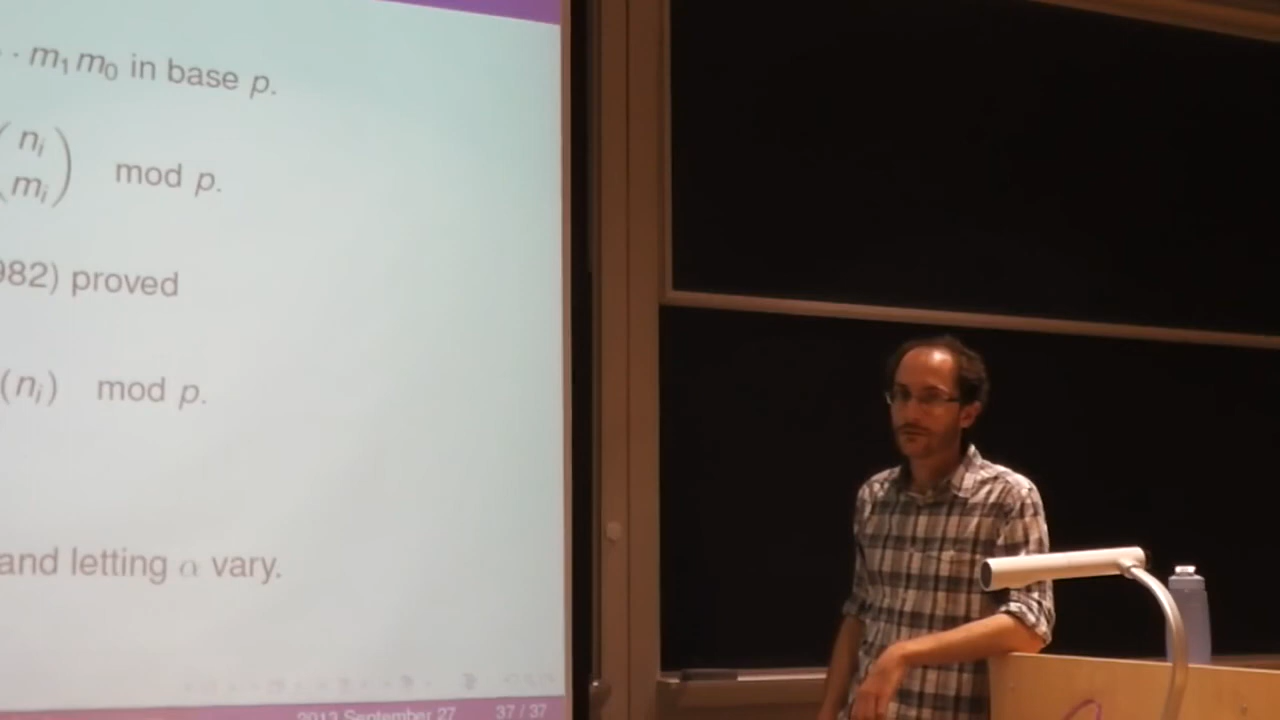 · m₁m₀ in base p.
(nᵢ
mᵢ) mod p.
982) proved
(nᵢ) mod p.
and letting α vary.
2013 September 27 37 / 37